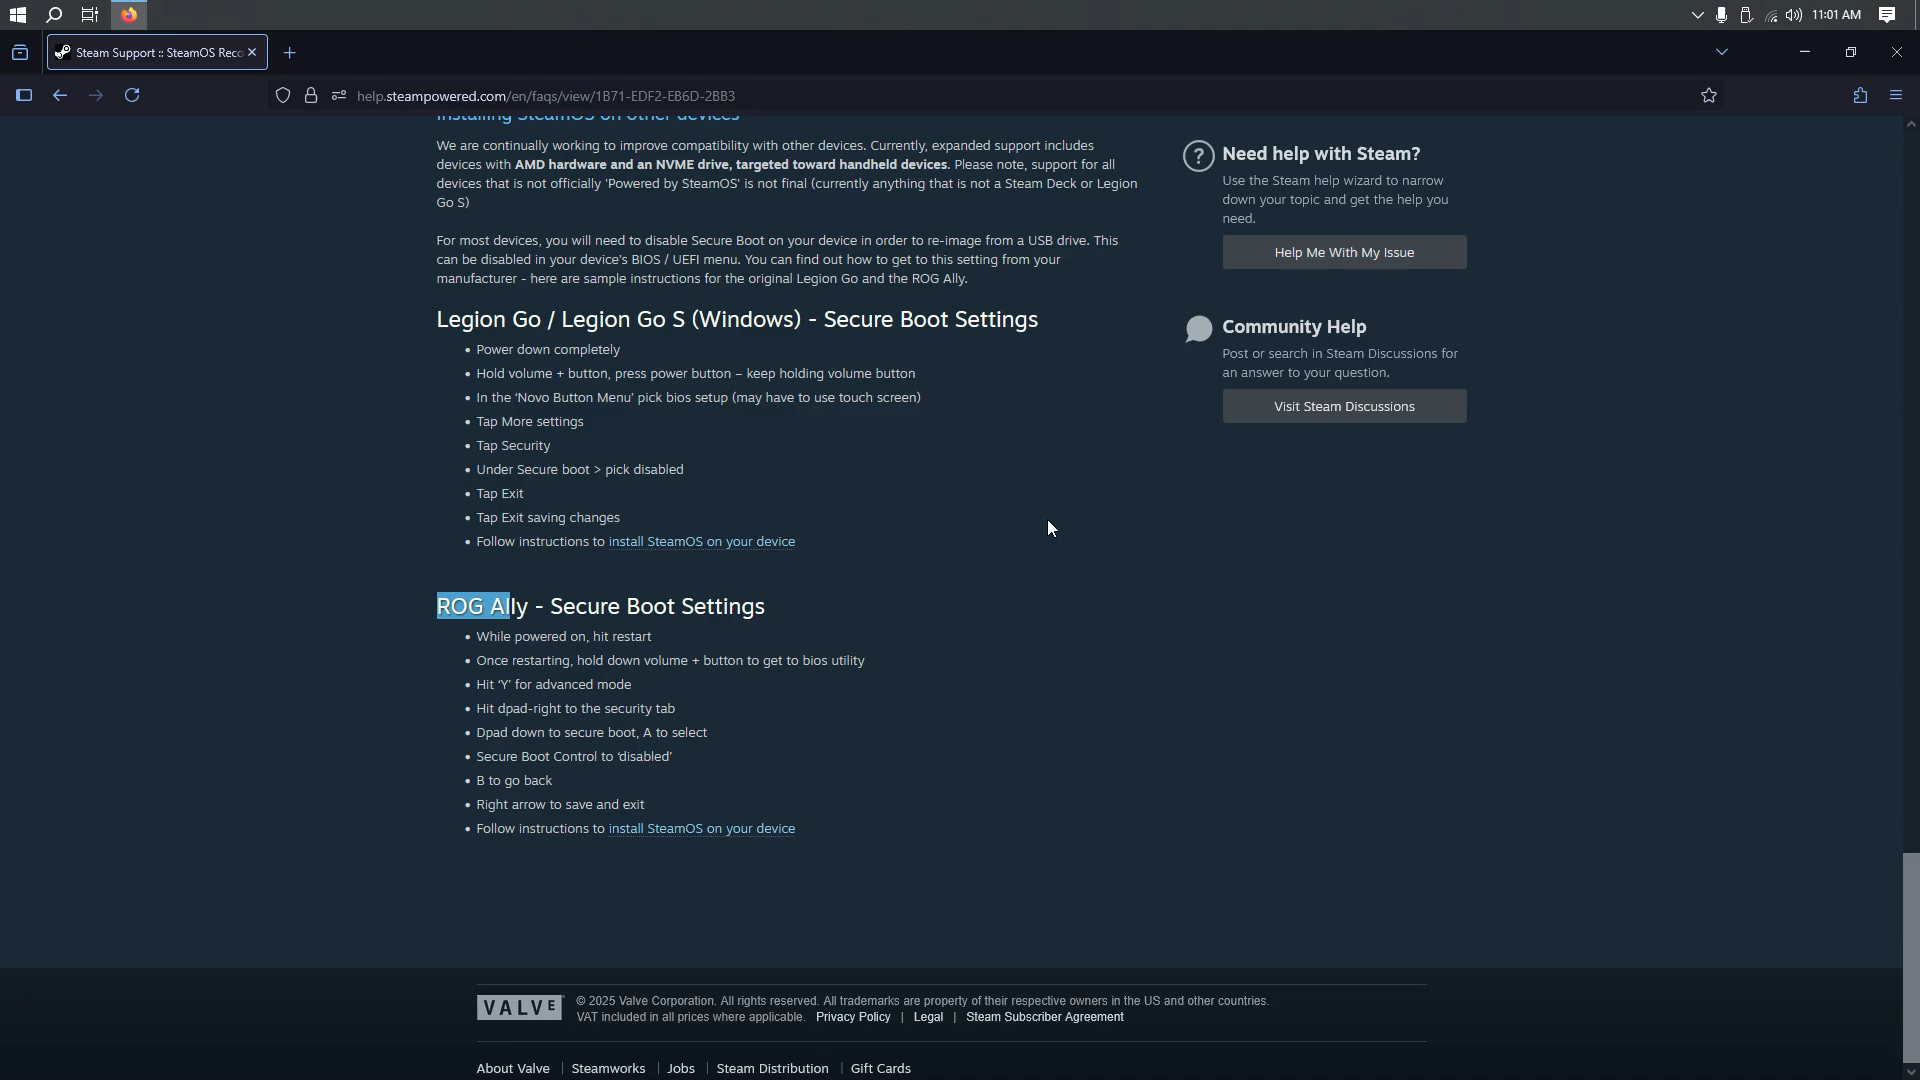 11:01 AM
Steam Support :: SteamOS Reco
help.steampowered.com/en/faqs/view/1B71-EDF2-EB6D-2BB3
Installing SteamOS on other devices
We are continually working to improve compatibility with other devices. Currently, expanded support includes
devices with AMD hardware and an NVME drive, targeted toward handheld devices. Please note, support for all
devices that is not officially 'Powered by SteamOS' is not final (currently anything that is not a Steam Deck or Legion
Go S)
For most devices, you will need to disable Secure Boot on your device in order to re-image from a USB drive. This
can be disabled in your device's BIOS / UEFI menu. You can find out how to get to this setting from your
manufacturer - here are sample instructions for the original Legion Go and the ROG Ally.
Legion Go / Legion Go S (Windows) - Secure Boot Settings
• Power down completely
• Hold volume + button, press power button – keep holding volume button
• In the ‘Novo Button Menu’ pick bios setup (may have to use touch screen)
• Tap More settings
• Tap Security
• Under Secure boot > pick disabled
• Tap Exit
• Tap Exit saving changes
• Follow instructions to install SteamOS on your device
ROG Ally - Secure Boot Settings
• While powered on, hit restart
• Once restarting, hold down volume + button to get to bios utility
• Hit ‘Y’ for advanced mode
• Hit dpad-right to the security tab
• Dpad down to secure boot, A to select
• Secure Boot Control to ‘disabled’
• B to go back
• Right arrow to save and exit
• Follow instructions to install SteamOS on your device
Need help with Steam?
Use the Steam help wizard to narrow
down your topic and get the help you
need.
Help Me With My Issue
Community Help
Post or search in Steam Discussions for
an answer to your question.
Visit Steam Discussions
VALVE
© 2025 Valve Corporation. All rights reserved. All trademarks are property of their respective owners in the US and other countries.
VAT included in all prices where applicable. Privacy Policy | Legal | Steam Subscriber Agreement
About Valve | Steamworks | Jobs | Steam Distribution | Gift Cards